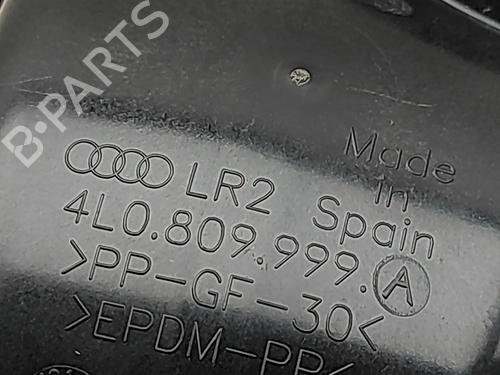 B-PARTS
Made
in
Spain
LR2
4L0.809.999.A
>PP-GF-30<
>EPDM-PP<